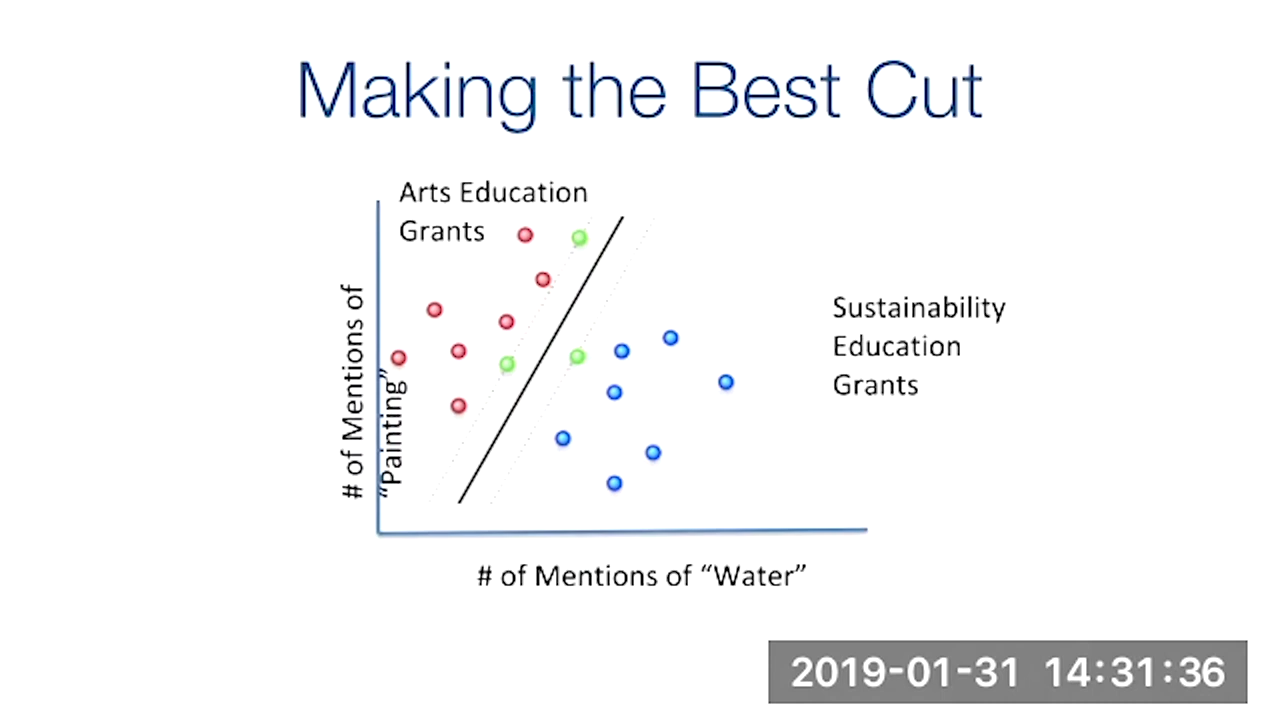 Making the Best Cut
Arts Education
Grants
# of Mentions of
“Painting”
Sustainability
Education
Grants
# of Mentions of “Water”
2019-01-31 14:31:36